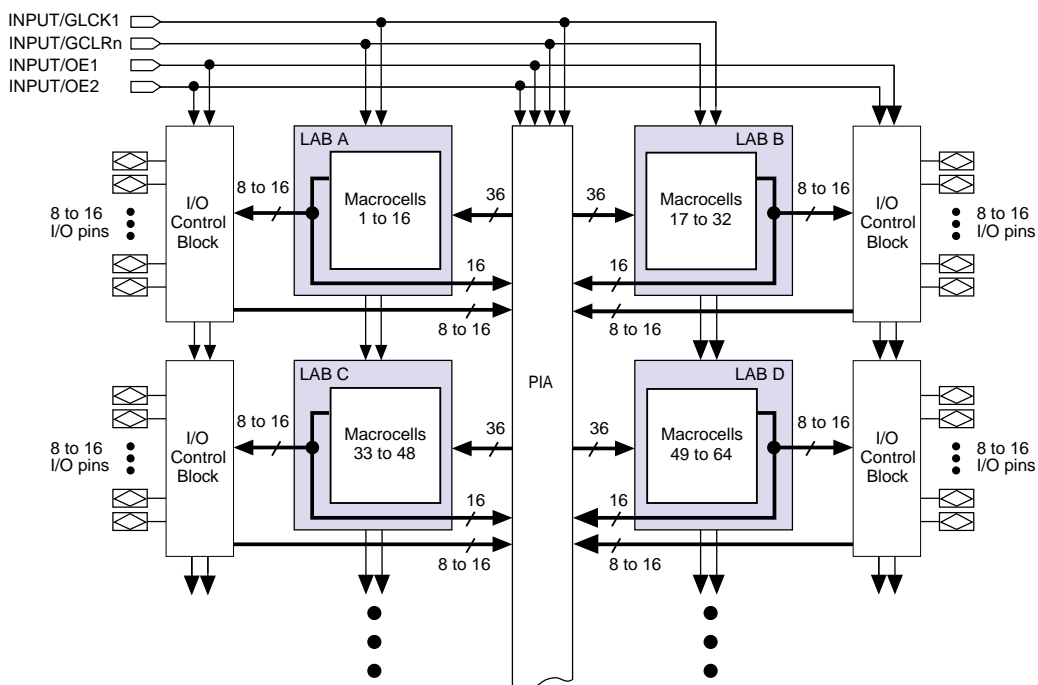 INPUT/GLCK1
INPUT/GCLRn
INPUT/OE1
INPUT/OE2
LAB A
LAB B
8 to 16
I/O pins
I/O
Control
Block
8 to 16
Macrocells
1 to 16
36
36
Macrocells
17 to 32
8 to 16
I/O
Control
Block
8 to 16
I/O pins
16
16
8 to 16
8 to 16
LAB C
PIA
LAB D
8 to 16
I/O pins
I/O
Control
Block
8 to 16
Macrocells
33 to 48
36
36
Macrocells
49 to 64
8 to 16
I/O
Control
Block
8 to 16
I/O pins
16
16
8 to 16
8 to 16